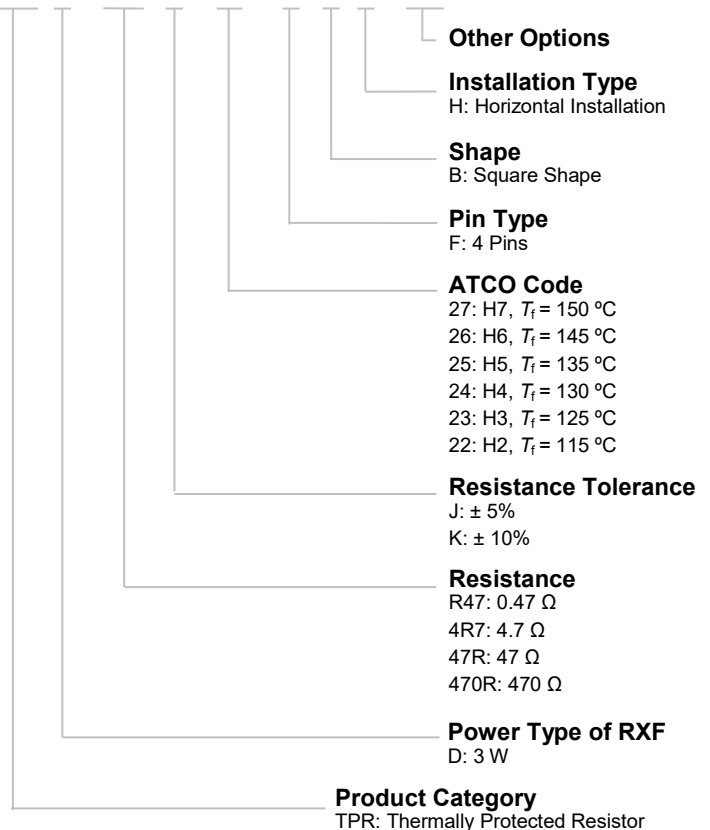 Other Options
Installation Type
H: Horizontal Installation
Shape
B: Square Shape
Pin Type
F: 4 Pins
ATCO Code
27: H7, Tf = 150 ºC
26: H6, Tf = 145 ºC
25: H5, Tf = 135 ºC
24: H4, Tf = 130 ºC
23: H3, Tf = 125 ºC
22: H2, Tf = 115 ºC
Resistance Tolerance
J: ± 5%
K: ± 10%
Resistance
R47: 0.47 Ω
4R7: 4.7 Ω
47R: 47 Ω
470R: 470 Ω
Power Type of RXF
D: 3 W
Product Category
TPR: Thermally Protected Resistor